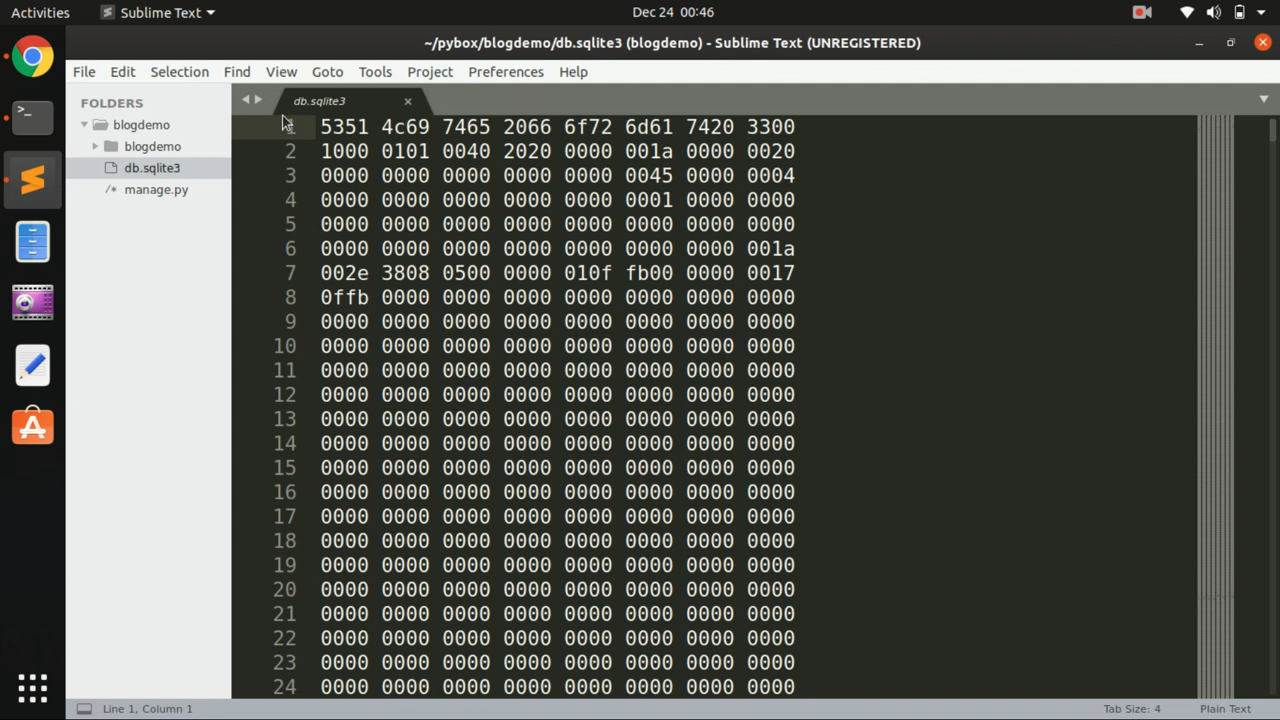 Activities
Sublime Text
Dec 24 00:46
~/pybox/blogdemo/db.sqlite3 (blogdemo) - Sublime Text (UNREGISTERED)
File Edit Selection Find View Goto Tools Project Preferences Help
FOLDERS
blogdemo
blogdemo
db.sqlite3
/* manage.py
db.sqlite3
1 5351 4c69 7465 2066 6f72 6d61 7420 3300
2 1000 0101 0040 2020 0000 001a 0000 0020
3 0000 0000 0000 0000 0000 0045 0000 0004
4 0000 0000 0000 0000 0000 0001 0000 0000
5 0000 0000 0000 0000 0000 0000 0000 0000
6 0000 0000 0000 0000 0000 0000 0000 001a
7 002e 3808 0500 0000 010f fb00 0000 0017
8 0ffb 0000 0000 0000 0000 0000 0000 0000
9 0000 0000 0000 0000 0000 0000 0000 0000
10 0000 0000 0000 0000 0000 0000 0000 0000
11 0000 0000 0000 0000 0000 0000 0000 0000
12 0000 0000 0000 0000 0000 0000 0000 0000
13 0000 0000 0000 0000 0000 0000 0000 0000
14 0000 0000 0000 0000 0000 0000 0000 0000
15 0000 0000 0000 0000 0000 0000 0000 0000
16 0000 0000 0000 0000 0000 0000 0000 0000
17 0000 0000 0000 0000 0000 0000 0000 0000
18 0000 0000 0000 0000 0000 0000 0000 0000
19 0000 0000 0000 0000 0000 0000 0000 0000
20 0000 0000 0000 0000 0000 0000 0000 0000
21 0000 0000 0000 0000 0000 0000 0000 0000
22 0000 0000 0000 0000 0000 0000 0000 0000
23 0000 0000 0000 0000 0000 0000 0000 0000
24 0000 0000 0000 0000 0000 0000 0000 0000
Line 1, Column 1
Tab Size: 4
Plain Text